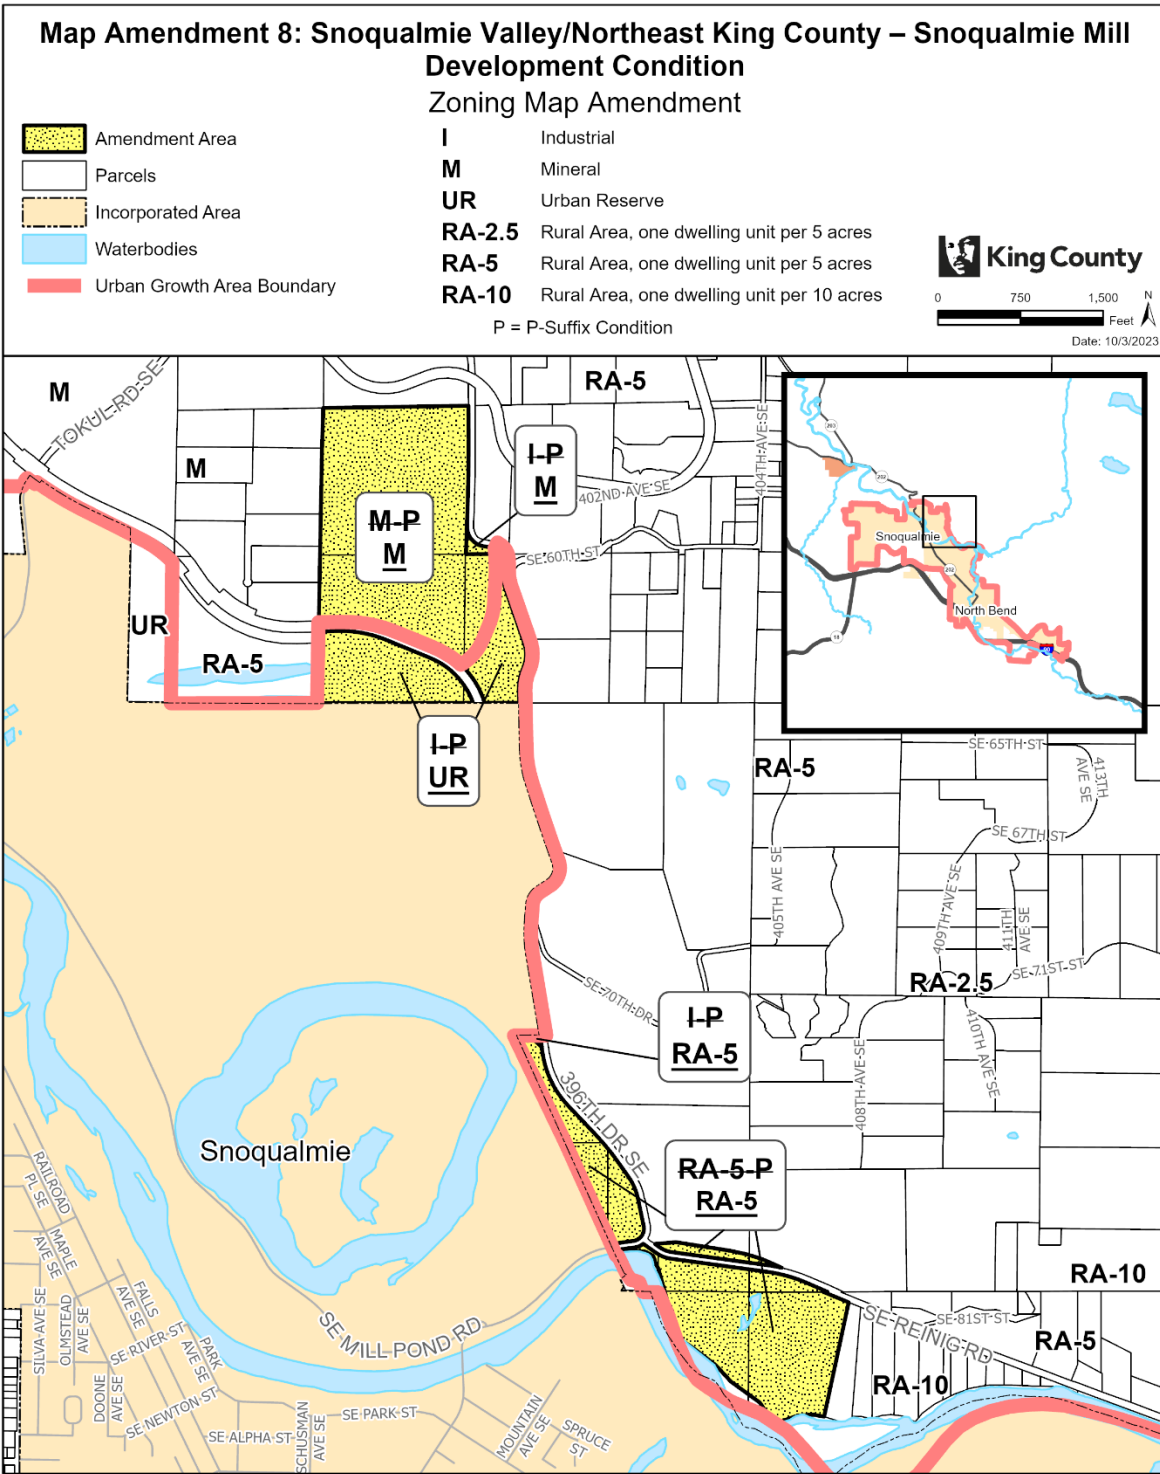 Map Amendment 8: Snoqualmie Valley/Northeast King County – Snoqualmie Mill
Development Condition
Zoning Map Amendment
Amendment Area
Parcels
Incorporated Area
Waterbodies
Urban Growth Area Boundary
I Industrial
M Mineral
UR Urban Reserve
RA-2.5 Rural Area, one dwelling unit per 5 acres
RA-5 Rural Area, one dwelling unit per 5 acres
RA-10 Rural Area, one dwelling unit per 10 acres
P = P-Suffix Condition
King County
0 750 1,500
Feet
N
Date: 10/3/2023
M
TOKUL RD SE
RA-5
M
I-P
M
402ND AVE SE
404TH AVE SE
M-P
M
SE 60TH ST
UR
RA-5
I-P
UR
202
Snoqualmie
202
North Bend
18
90
RA-5
SE 65TH ST
413TH
AVE SE
SE 67TH ST
405TH AVE SE
409TH AVE SE
411TH
AVE SE
SE 71ST ST
RA-2.5
SE 70TH DR
I-P
RA-5
408TH AVE SE
410TH AVE SE
396TH DR SE
RA-5-P
RA-5
Snoqualmie
RAILROAD
PL SE
MAPLE
AVE SE
FALLS
AVE SE
PARK
AVE SE
SILVA AVE SE
OLMSTEAD
AVE SE
SE RIVER ST
DOONE
AVE SE
SE NEWTON ST
SE ALPHA ST
SCHUSMAN
AVE SE
SE PARK ST
SE MILL POND RD
MOUNTAIN
AVE SE
SPRUCE
ST
RA-10
SE REINIG RD
SE 81ST ST
RA-5
RA-10